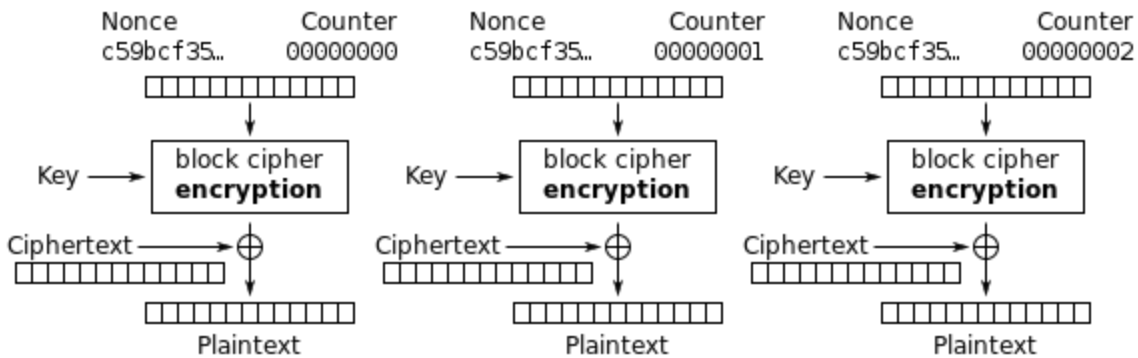 Nonce Counter Nonce Counter Nonce Counter
c59bcf35… 00000000 c59bcf35… 00000001 c59bcf35… 00000002
block cipher block cipher block cipher
Key encryption Key encryption Key encryption
Ciphertext Ciphertext Ciphertext
Plaintext Plaintext Plaintext